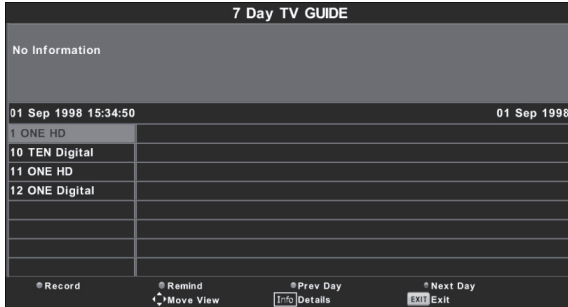 7 Day TV GUIDE
No Information
01 Sep 1998 15:34:50 01 Sep 1998
1 ONE HD
10 TEN Digital
11 ONE HD
12 ONE Digital
Record Remind Prev Day Next Day
Move View Info Details EXIT Exit